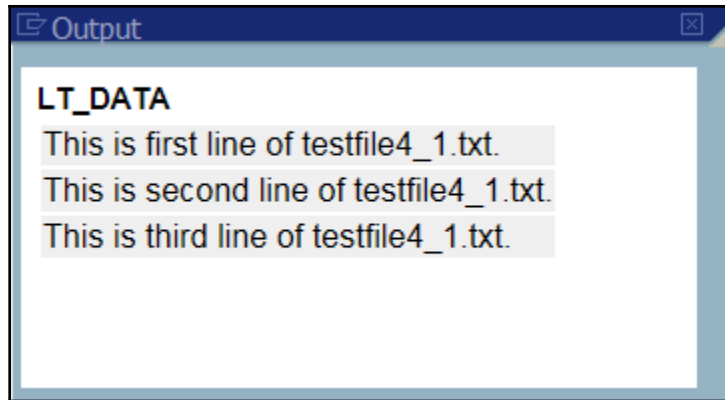 Output
LT_DATA
This is first line of testfile4_1.txt.
This is second line of testfile4_1.txt.
This is third line of testfile4_1.txt.